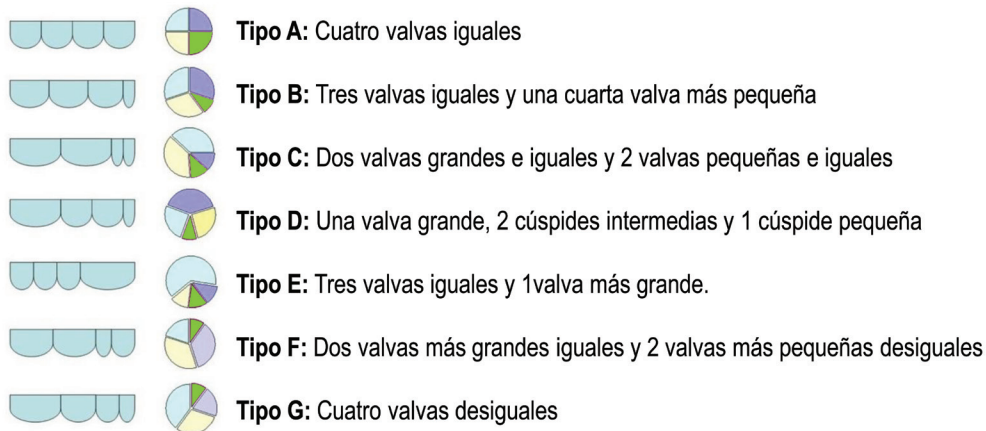 Tipo A: Cuatro valvas iguales
Tipo B: Tres valvas iguales y una cuarta valva más pequeña
Tipo C: Dos valvas grandes e iguales y 2 valvas pequeñas e iguales
Tipo D: Una valva grande, 2 cúspides intermedias y 1 cúspide pequeña
Tipo E: Tres valvas iguales y 1valva más grande.
Tipo F: Dos valvas más grandes iguales y 2 valvas más pequeñas desiguales
Tipo G: Cuatro valvas desiguales